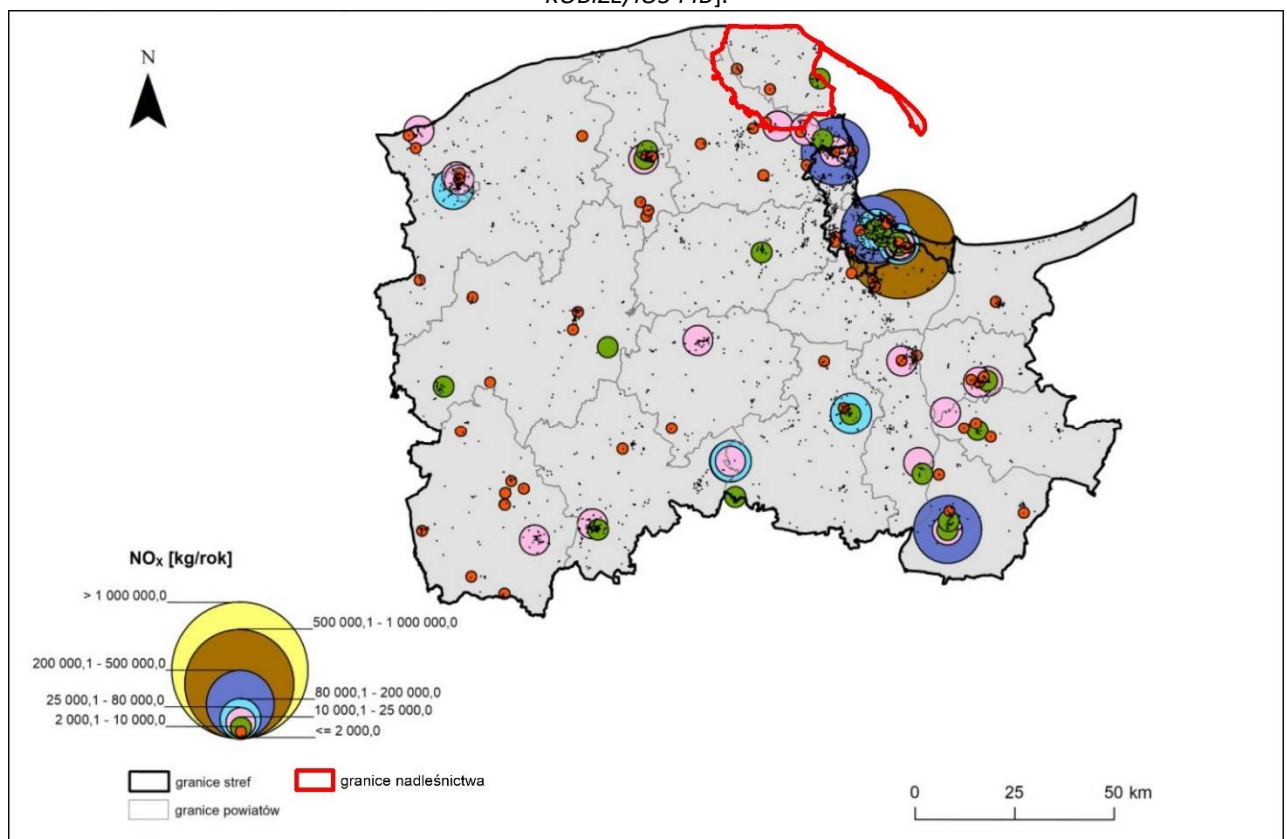 KOBiZE/IOŚ-PIB].
N
NOx [kg/rok]
> 1 000 000,0
500 000,1 - 1 000 000,0
200 000,1 - 500 000,0
80 000,1 - 200 000,0
25 000,1 - 80 000,0
10 000,1 - 25 000,0
2 000,1 - 10 000,0
<= 2 000,0
granice stref
granice nadleśnictwa
granice powiatów
0 25 50 km